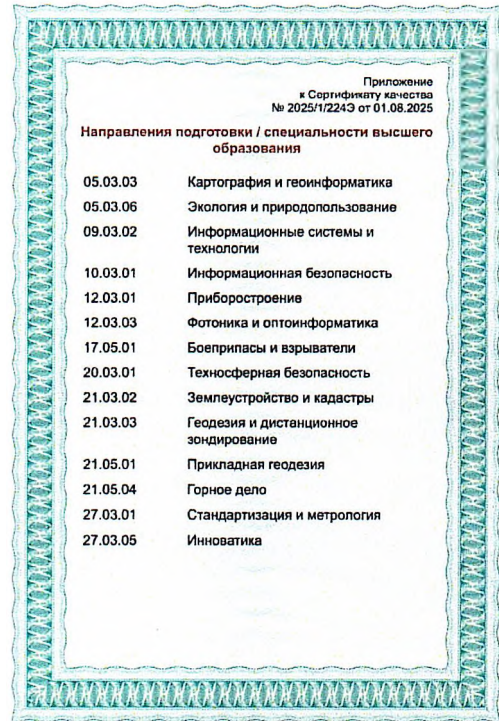 Приложение
к Сертификату качества
№ 2025/1/224Э от 01.08.2025
Направления подготовки / специальности высшего
образования
05.03.03 Картография и геоинформатика
05.03.06 Экология и природопользование
09.03.02 Информационные системы и
технологии
10.03.01 Информационная безопасность
12.03.01 Приборостроение
12.03.03 Фотоника и оптоинформатика
17.05.01 Боеприпасы и взрыватели
20.03.01 Техносферная безопасность
21.03.02 Землеустройство и кадастры
21.03.03 Геодезия и дистанционное
зондирование
21.05.01 Прикладная геодезия
21.05.04 Горное дело
27.03.01 Стандартизация и метрология
27.03.05 Инноватика